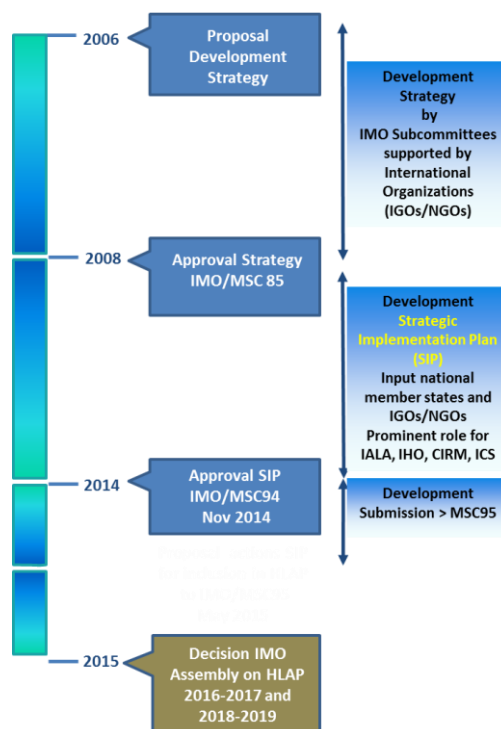 2006
Proposal
Development
Strategy
Development
Strategy
by
IMO Subcommittees
supported by
International
Organizations
(IGOs/NGOs)
2008
Approval Strategy
IMO/MSC 85
Development
Strategic
Implementation Plan
(SIP)
Input national
member states and
IGOs/NGOs
Prominent role for
IALA, IHO, CIRM, ICS
2014
Approval SIP
IMO/MSC94
Nov 2014
Development
Submission > MSC95
2015
Decision IMO
Assembly on HLAP
2016-2017 and
2018-2019